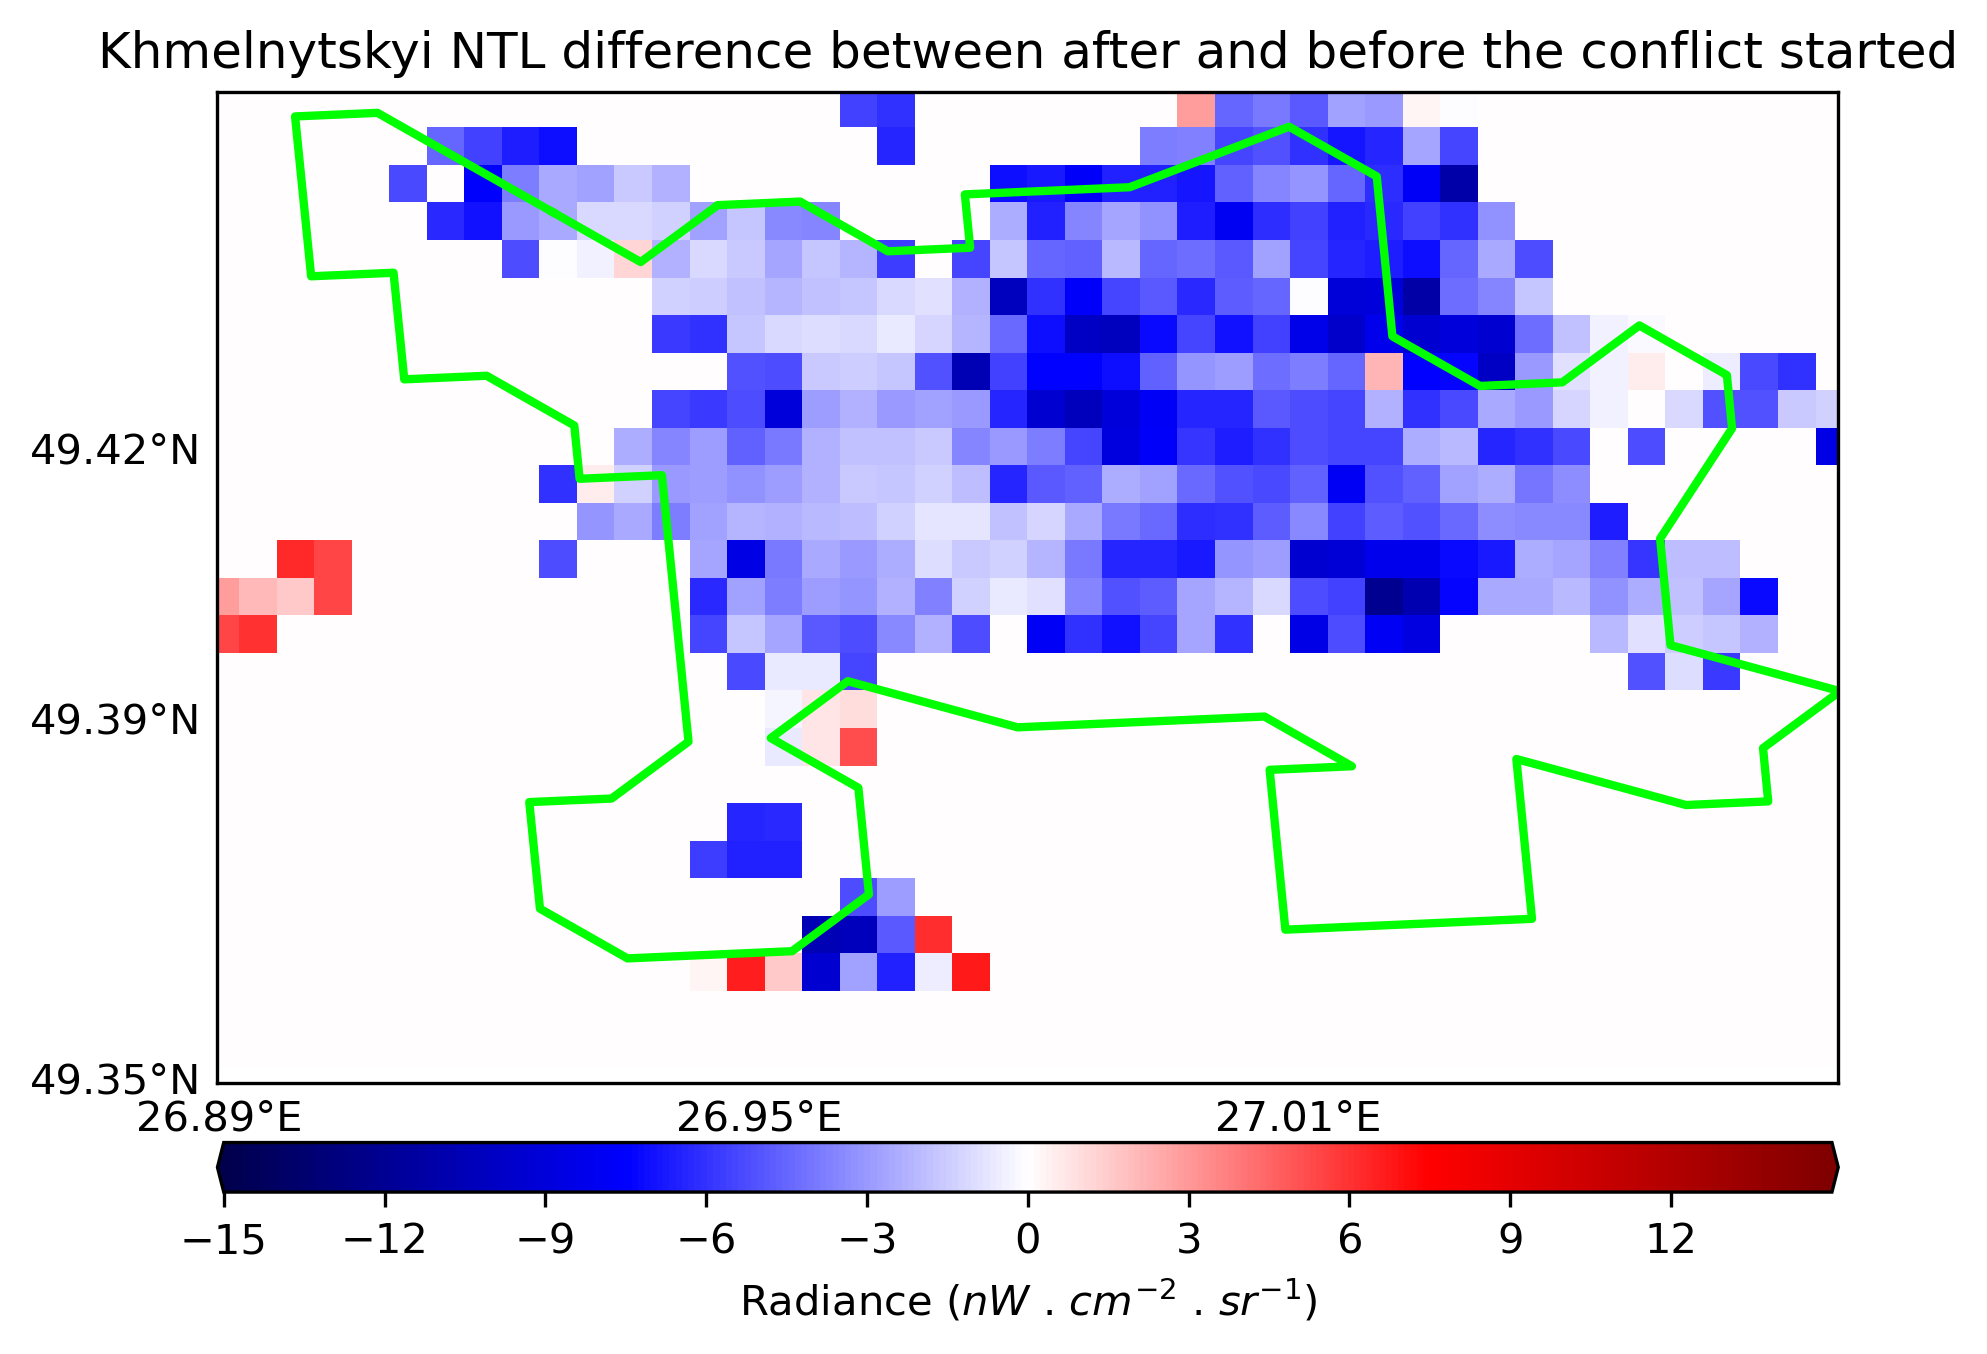 Khmelnytskyi NTL difference between after and before the conflict started
49.42°N
49.39°N
49.35°N
26.89°E 26.95°E 27.01°E
−15 −12 −9 −6 −3 0 3 6 9 12
Radiance (nW . cm⁻² . sr⁻¹)